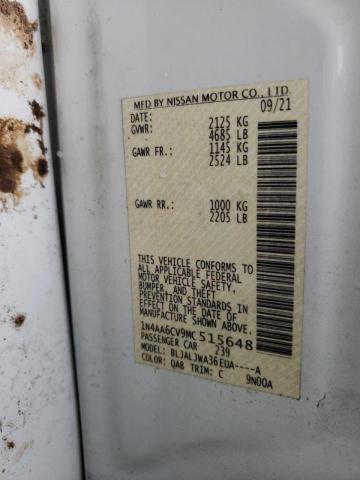 MFD BY NISSAN MOTOR CO., LTD.
DATE: 09/21
GVWR: 2125 KG
4685 LB
GAWR FR.: 1145 KG
2524 LB
GAWR RR.: 1000 KG
2205 LB
THIS VEHICLE CONFORMS TO
ALL APPLICABLE FEDERAL
MOTOR VEHICLE SAFETY,
BUMPER, AND THEFT
PREVENTION STANDARDS IN
EFFECT ON THE DATE OF
MANUFACTURE SHOWN ABOVE.
1N4AA6CV9MC515648
PASSENGER CAR 239
MODEL: BLJALJWA36EUA----A
COLOR: QAB TRIM: C 9N00A